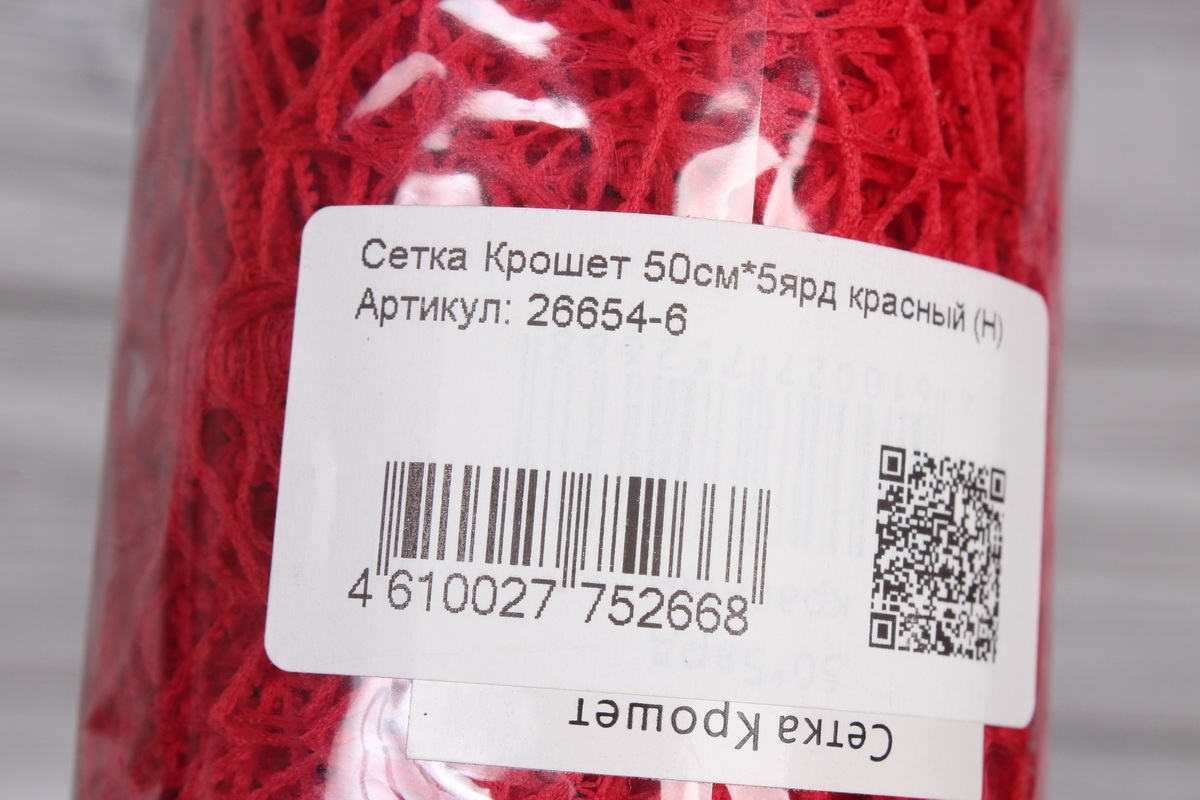 Сетка Крошет 50см*5ярд красный (Н)
Артикул: 26654-6
4 610027 752668
Сетка Крошет